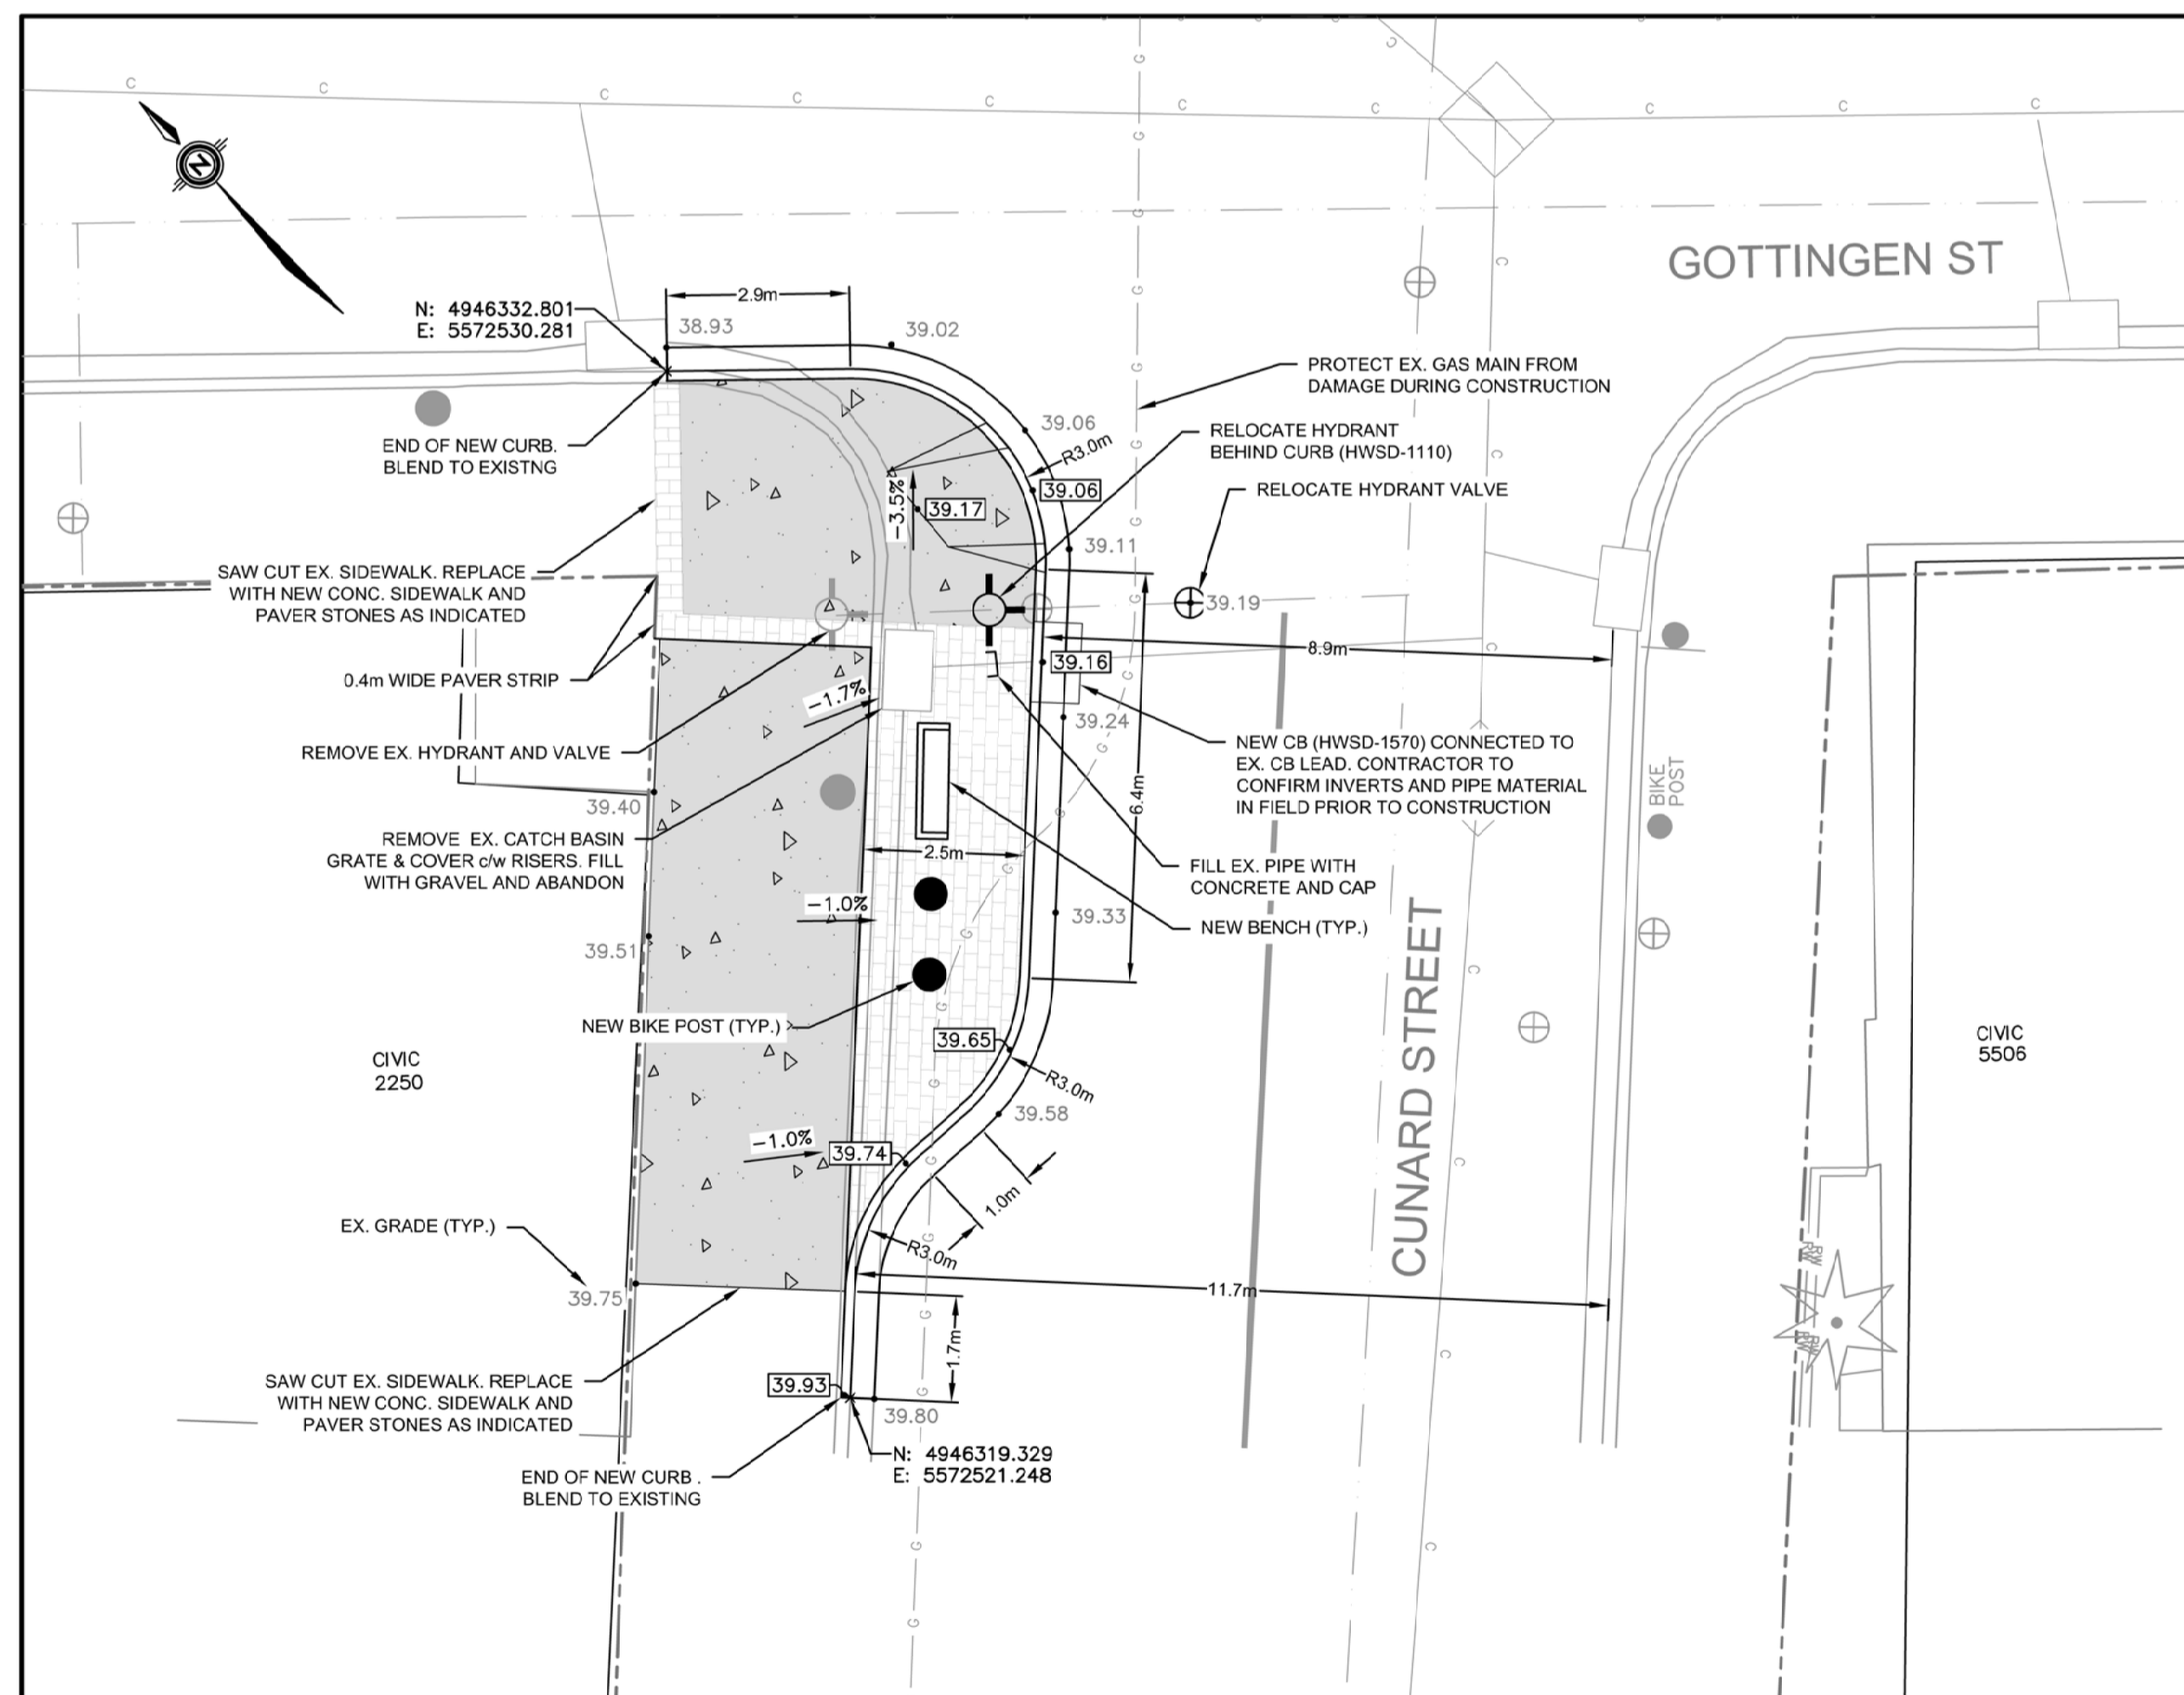 C C C C C C C C C C
N
GOTTINGEN ST
N: 4946332.801
E: 5572530.281
2.9m
38.93
39.02
PROTECT EX. GAS MAIN FROM
DAMAGE DURING CONSTRUCTION
39.06
R3.0m
RELOCATE HYDRANT
BEHIND CURB (HWSD-1110)
END OF NEW CURB.
BLEND TO EXISTNG
39.06
RELOCATE HYDRANT VALVE
-3.5%
39.17
39.11
SAW CUT EX. SIDEWALK. REPLACE
WITH NEW CONC. SIDEWALK AND
PAVER STONES AS INDICATED
39.19
8.9m
39.16
0.4m WIDE PAVER STRIP
-1.7%
39.24
REMOVE EX. HYDRANT AND VALVE
NEW CB (HWSD-1570) CONNECTED TO
EX. CB LEAD. CONTRACTOR TO
CONFIRM INVERTS AND PIPE MATERIAL
IN FIELD PRIOR TO CONSTRUCTION
BIKE
POST
6.4m
39.40
REMOVE EX. CATCH BASIN
GRATE & COVER c/w RISERS. FILL
WITH GRAVEL AND ABANDON
2.5m
FILL EX. PIPE WITH
CONCRETE AND CAP
-1.0%
39.33
NEW BENCH (TYP.)
39.51
CUNARD STREET
NEW BIKE POST (TYP.)
39.65
CIVIC
2250
CIVIC
5506
R3.0m
39.58
-1.0%
39.74
1.0m
EX. GRADE (TYP.)
R3.0m
39.75
11.7m
1.7m
SAW CUT EX. SIDEWALK. REPLACE
WITH NEW CONC. SIDEWALK AND
PAVER STONES AS INDICATED
39.93
39.80
N: 4946319.329
E: 5572521.248
END OF NEW CURB .
BLEND TO EXISTING